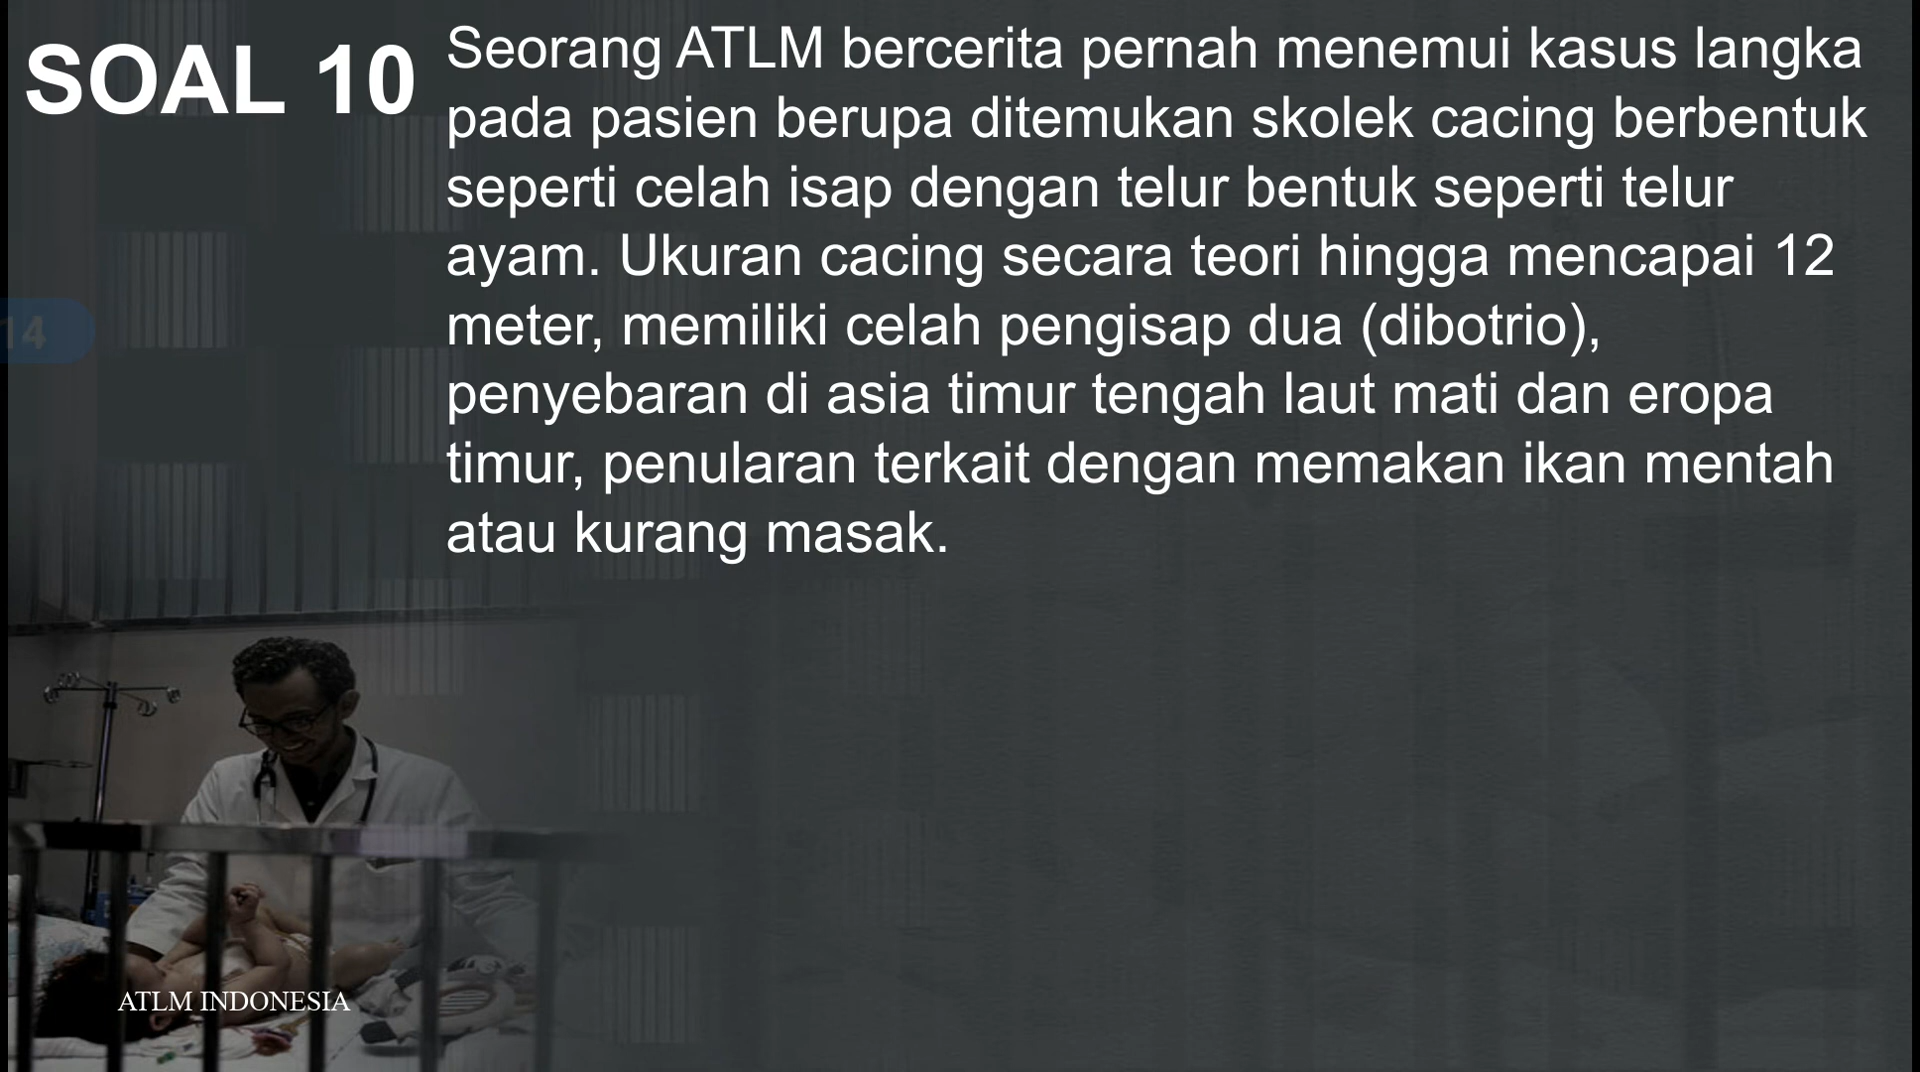 SOAL 10
Seorang ATLM bercerita pernah menemui kasus langka
pada pasien berupa ditemukan skolek cacing berbentuk
seperti celah isap dengan telur bentuk seperti telur
ayam. Ukuran cacing secara teori hingga mencapai 12
meter, memiliki celah pengisap dua (dibotrio),
penyebaran di asia timur tengah laut mati dan eropa
timur, penularan terkait dengan memakan ikan mentah
atau kurang masak.
14
ATLM INDONESIA